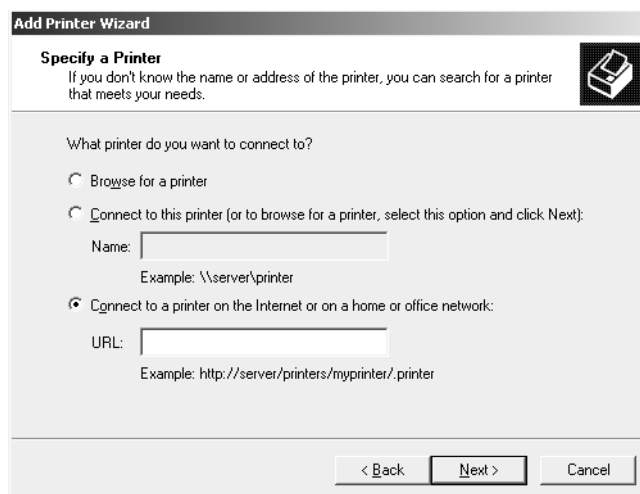 Add Printer Wizard
Specify a Printer
If you don't know the name or address of the printer, you can search for a printer
that meets your needs.
What printer do you want to connect to?
Browse for a printer
Connect to this printer (or to browse for a printer, select this option and click Next):
Name:
Example: \\server\printer
Connect to a printer on the Internet or on a home or office network:
URL:
Example: http://server/printers/myprinter/.printer
< Back Next > Cancel